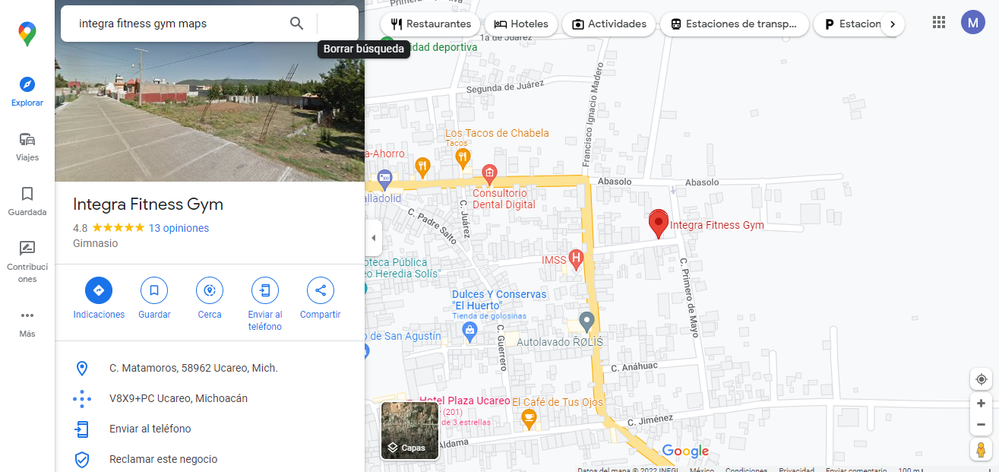 integra fitness gym maps
Borrar búsqueda
Explorar
Viajes
Guardada
Contribuci
ones
Más
Integra Fitness Gym
4.8
13 opiniones
Gimnasio
Indicaciones
Guardar
Cerca
Enviar al
teléfono
Compartir
C. Matamoros, 58962 Ucareo, Mich.
V8X9+PC Ucareo, Michoacán
Enviar al teléfono
Reclamar este negocio
Restaurantes
Hoteles
Actividades
Estaciones de transp...
P Estacion
M
1a de Juárez
idad deportiva
Segunda de Juárez
Francisco Ignacio Madero
Los Tacos de Chabela
Tacos
a-Ahorro
alladolid
Consultorio
Dental Digital
Abasolo
Abasolo
C. Padre Salto
C. Juárez
Integra Fitness Gym
IMSS
oteca Pública
eo Heredia Solís"
C. Primero de Mayo
Dulces Y Conservas
"El Huerto"
Tienda de golosinas
o de San Agustín
C. Guerrero
Autolavado ŘØLĪŚ
C. Anáhuac
Hotel Plaza Ucareo
(201)
de 3 estrellas
El Café de Tus Ojos
C. Jiménez
Aldama
Capas
Google
Datos del mapa © 2022 INEGI
México
Condiciones
Privacidad
Enviar comentario
100 m